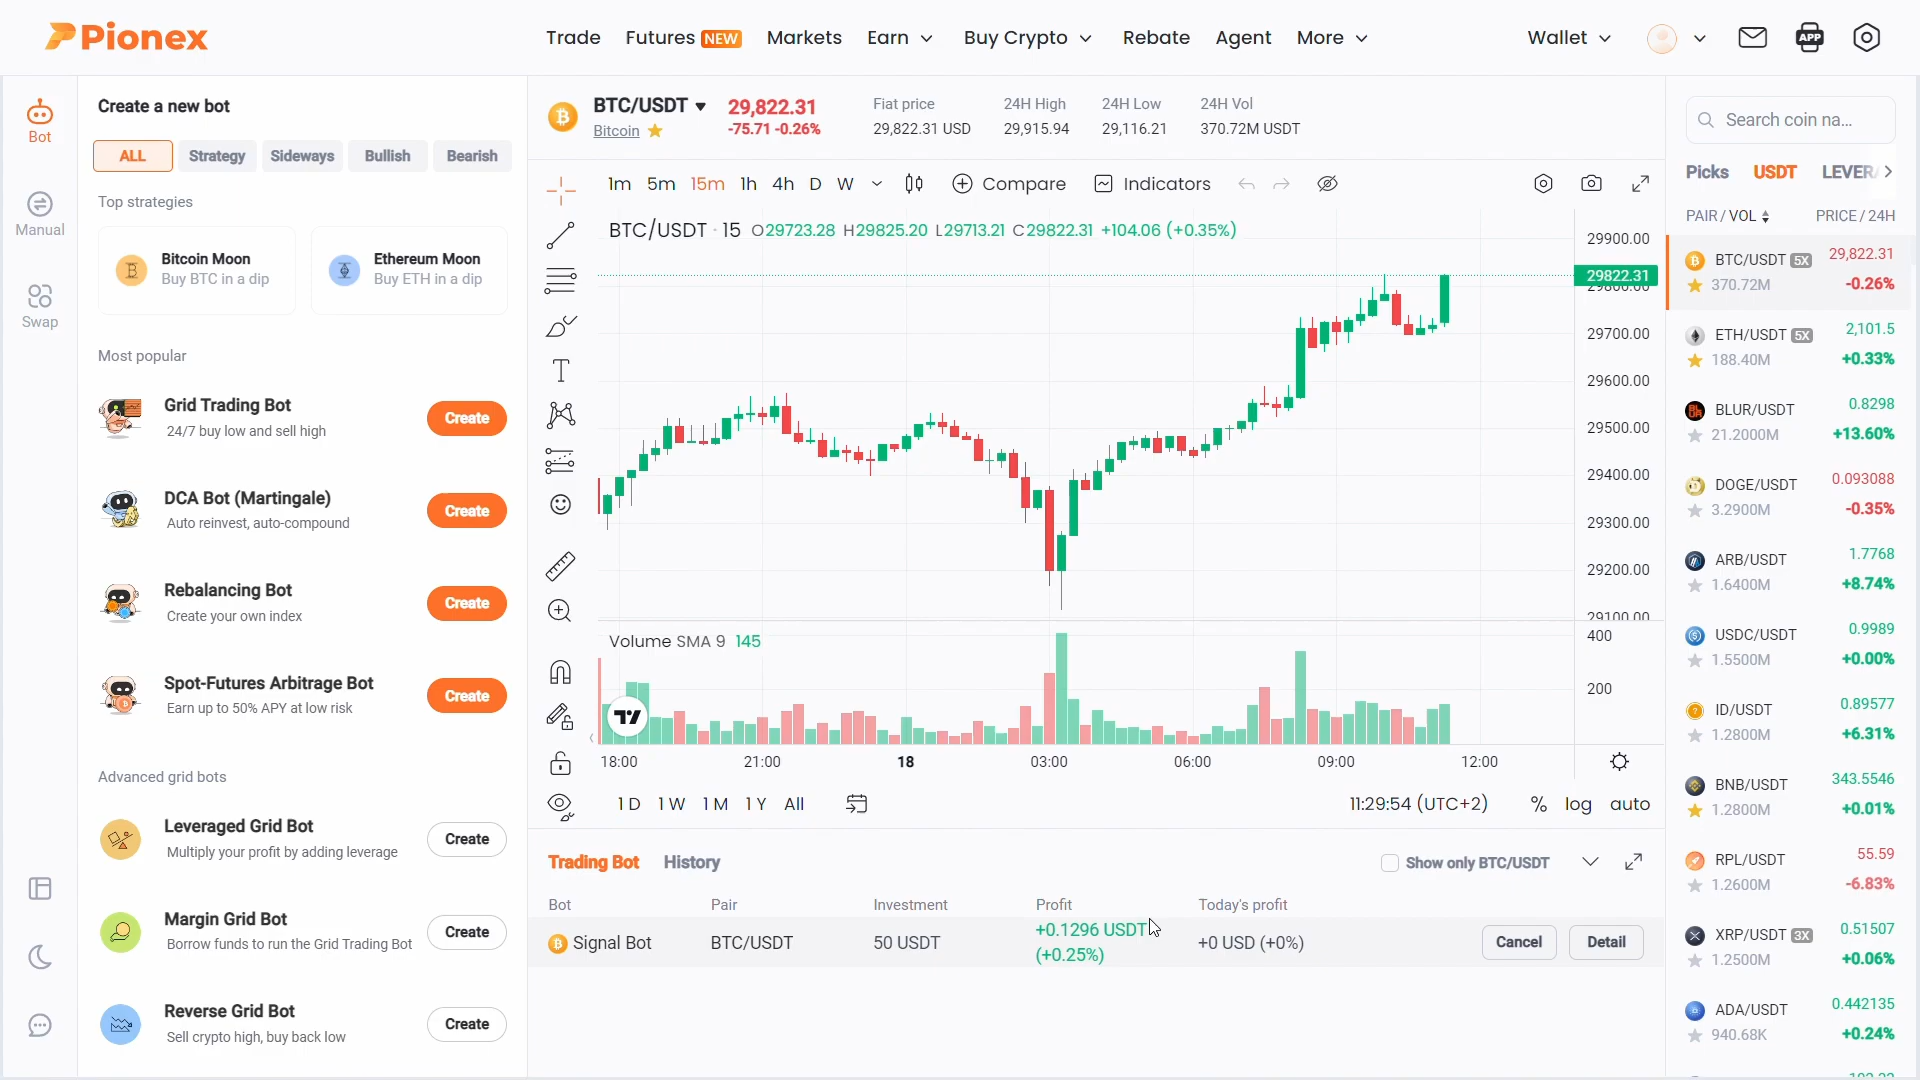 Pionex
Trade Futures NEW Markets Earn Buy Crypto Rebate Agent More
Wallet
APP
Bot
Manual
Swap
Create a new bot
ALL Strategy Sideways Bullish Bearish
Top strategies
Bitcoin Moon
Buy BTC in a dip
Ethereum Moon
Buy ETH in a dip
Most popular
Grid Trading Bot
24/7 buy low and sell high
Create
DCA Bot (Martingale)
Auto reinvest, auto-compound
Create
Rebalancing Bot
Create your own index
Create
Spot-Futures Arbitrage Bot
Earn up to 50% APY at low risk
Create
Advanced grid bots
Leveraged Grid Bot
Multiply your profit by adding leverage
Create
Margin Grid Bot
Borrow funds to run the Grid Trading Bot
Create
Reverse Grid Bot
Sell crypto high, buy back low
Create
BTC/USDT
Bitcoin
29,822.31
-75.71 -0.26%
Fiat price
29,822.31 USD
24H High
29,915.94
24H Low
29,116.21
24H Vol
370.72M USDT
1m 5m 15m 1h 4h D W Compare Indicators
BTC/USDT · 15 O29723.28 H29825.20 L29713.21 C29822.31 +104.06 (+0.35%)
29900.00
29822.31
29800.00
29700.00
29600.00
29500.00
29400.00
29300.00
29200.00
29100.00
Volume SMA 9 145
400
200
18:00 21:00 18 03:00 06:00 09:00 12:00
1 D 1 W 1 M 1 Y All
11:29:54 (UTC+2) % log auto
Trading Bot History
Show only BTC/USDT
Bot Pair Investment Profit Today's profit
Signal Bot BTC/USDT 50 USDT +0.1296 USDT (+0.25%) +0 USD (+0%) Cancel Detail
Search coin na...
Picks USDT LEVERA
PAIR / VOL PRICE / 24H
BTC/USDT 5X 29,822.31
370.72M -0.26%
ETH/USDT 5X 2,101.5
188.40M +0.33%
BLUR/USDT 0.8298
21.2000M +13.60%
DOGE/USDT 0.093088
3.2900M -0.35%
ARB/USDT 1.7768
1.6400M +8.74%
USDC/USDT 0.9989
1.5500M +0.00%
ID/USDT 0.89577
1.2800M +6.31%
BNB/USDT 343.5546
1.2800M +0.01%
RPL/USDT 55.59
1.2600M -6.83%
XRP/USDT 3X 0.51507
1.2500M +0.06%
ADA/USDT 0.442135
940.68K +0.24%